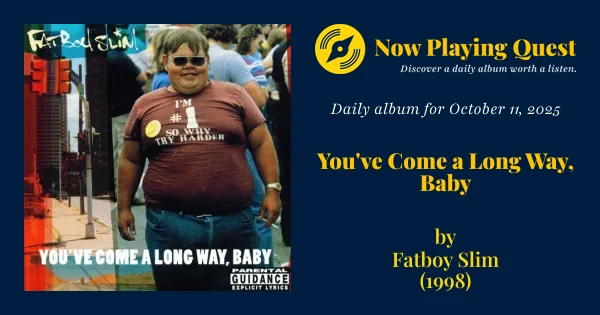 FATBOY SLIM
I'M
#1
SO WHY
TRY HARDER
YOU'VE COME A LONG WAY, BABY
PARENTAL
GUIDANCE
EXPLICIT LYRICS
Now Playing Quest
Discover a daily album worth a listen.
Daily album for October 11, 2025
You've Come a Long Way,
Baby
by
Fatboy Slim
(1998)